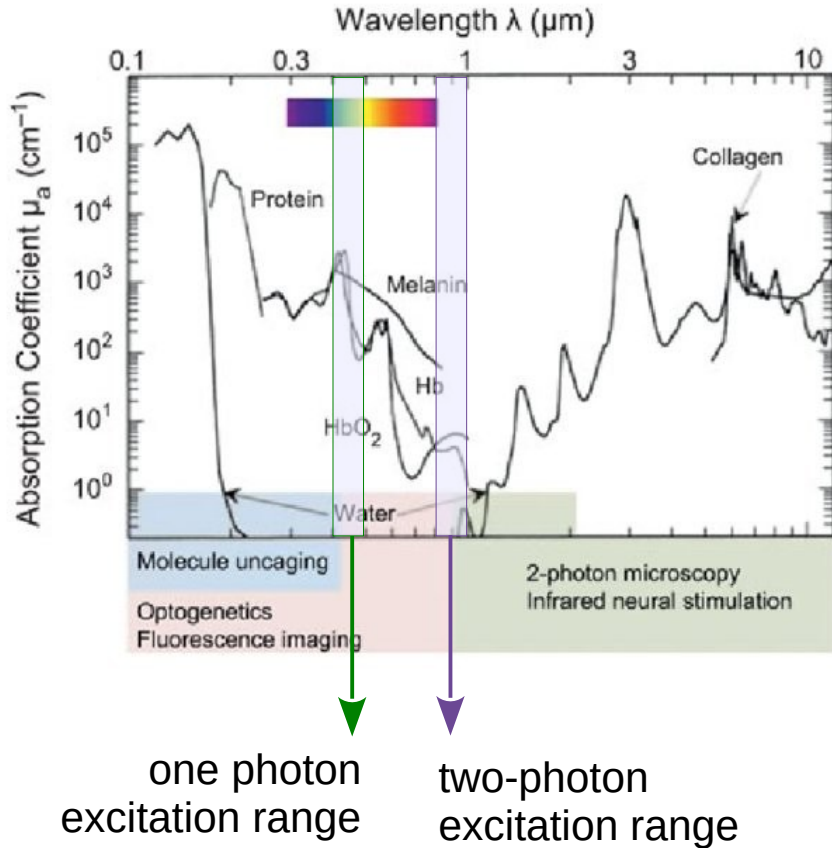 Wavelength λ (μm)
0.1 0.3 1 3 10
Absorption Coefficient μa (cm⁻¹)
10⁵
10⁴
10³
10²
10¹
10⁰
Collagen
Protein
Melanin
Hb
HbO₂
Water
Molecule uncaging
Optogenetics
Fluorescence imaging
2-photon microscopy
Infrared neural stimulation
one photon
excitation range
two-photon
excitation range